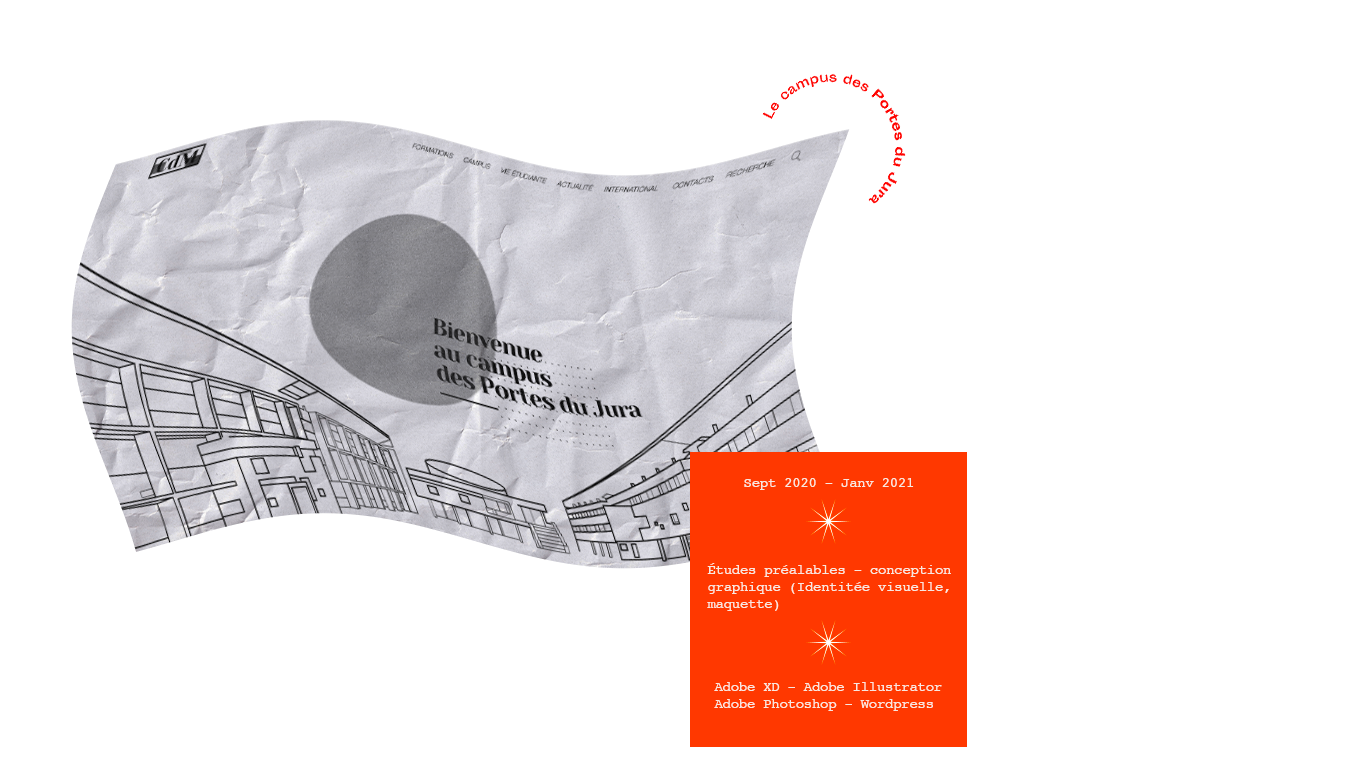 Le campus des Portes du Jura
FORMATIONS CAMPUS VIE ÉTUDIANTE ACTUALITÉ INTERNATIONAL CONTACTS RECHERCHE
Bienvenue
au campus
des Portes du Jura
Sept 2020 – Janv 2021
Études préalables – conception
graphique (Identitée visuelle,
maquette)
Adobe XD – Adobe Illustrator
Adobe Photoshop – Wordpress